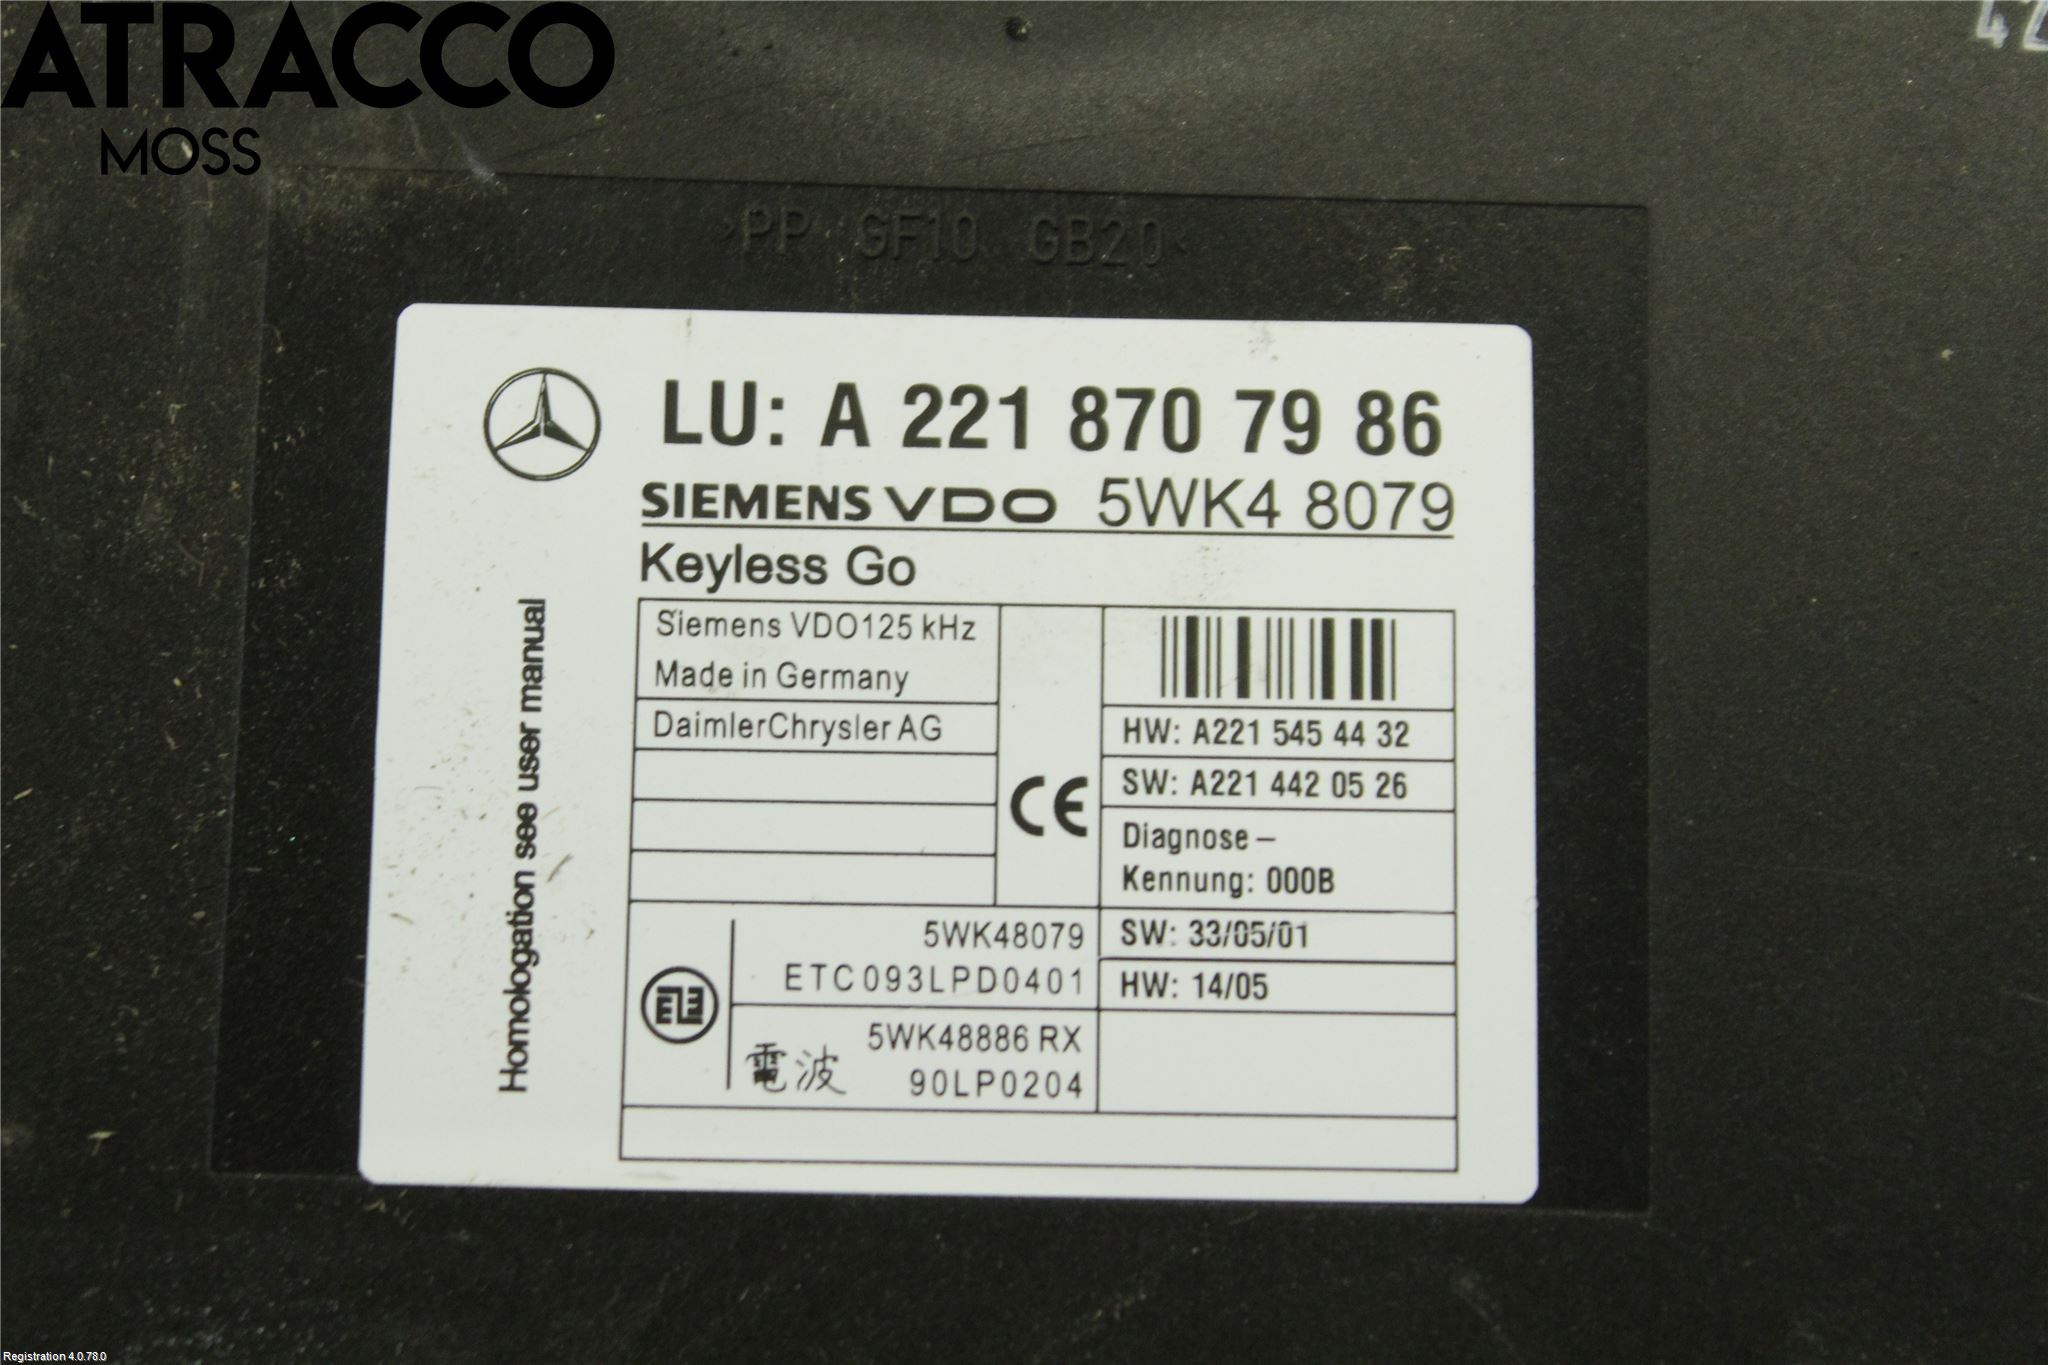 ATRACCO
MOSS
>PP GF10 GB20<
LU: A 221 870 79 86
SIEMENS VDO 5WK4 8079
Keyless Go
Homologation see user manual
Siemens VDO125 kHz
Made in Germany
DaimlerChrysler AG
CE
HW: A221 545 44 32
SW: A221 442 05 26
Diagnose –
Kennung: 000B
5WK48079
ETC093LPD0401
SW: 33/05/01
HW: 14/05
5WK48886 RX
電波 90LP0204
Registration 4.0.78.0